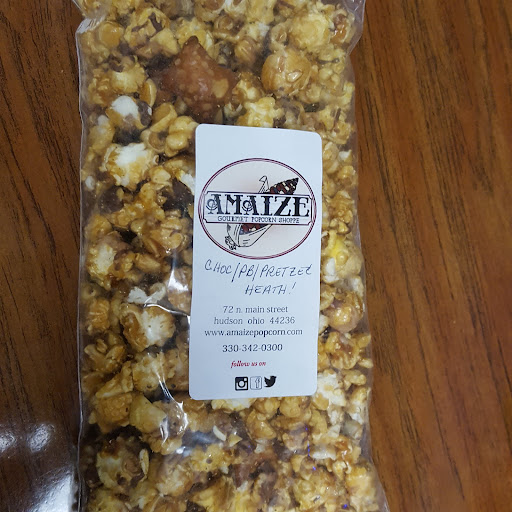 AMAIZE
GOURMET POPCORN SHOPPE
CHOC/PB/PRETZEL
HEATH!
72 n. main street
hudson ohio 44236
www.amaizepopcorn.com
330-342-0300
follow us on